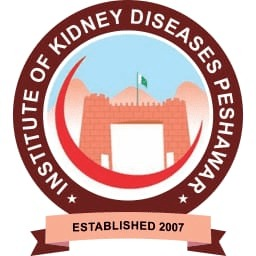 INSTITUTE OF KIDNEY DISEASES PESHAWAR
ESTABLISHED 2007